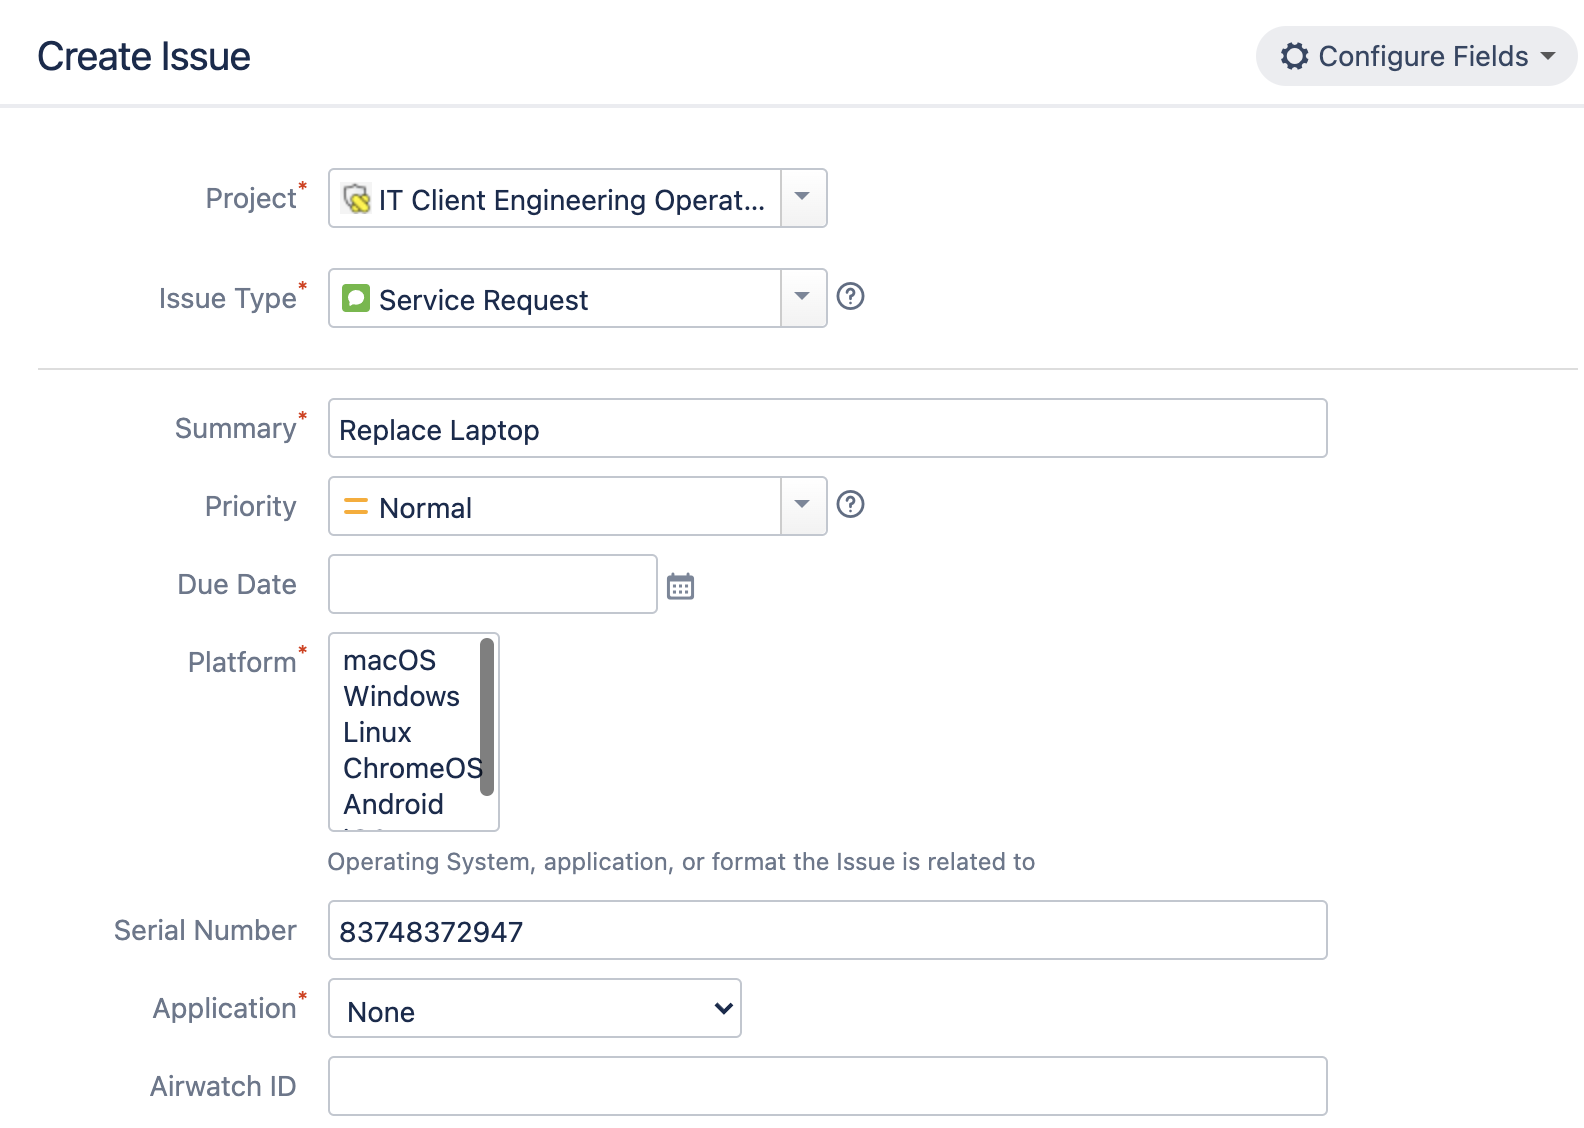 Create Issue
Configure Fields
Project*
IT Client Engineering Operat...
Issue Type*
Service Request
Summary*
Replace Laptop
Priority
Normal
Due Date
Platform*
macOS
Windows
Linux
ChromeOS
Android
Operating System, application, or format the Issue is related to
Serial Number
83748372947
Application*
None
Airwatch ID